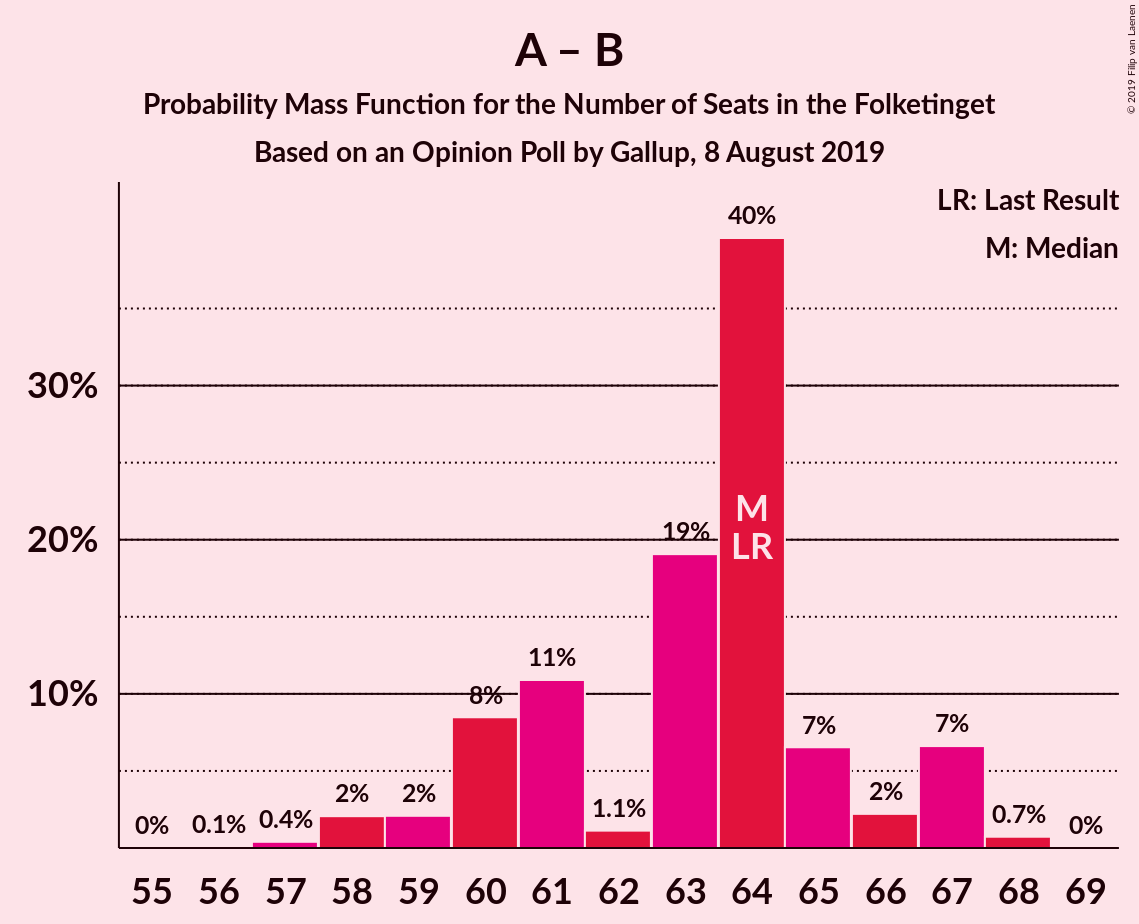 A – B
Probability Mass Function for the Number of Seats in the Folketinget
Based on an Opinion Poll by Gallup, 8 August 2019
© 2019 Filip van Laenen
LR: Last Result
M: Median
30%
20%
10%
0%
0.1%
0.4%
2%
2%
8%
11%
1.1%
19%
40%
7%
2%
7%
0.7%
0%
M
LR
55 56 57 58 59 60 61 62 63 64 65 66 67 68 69